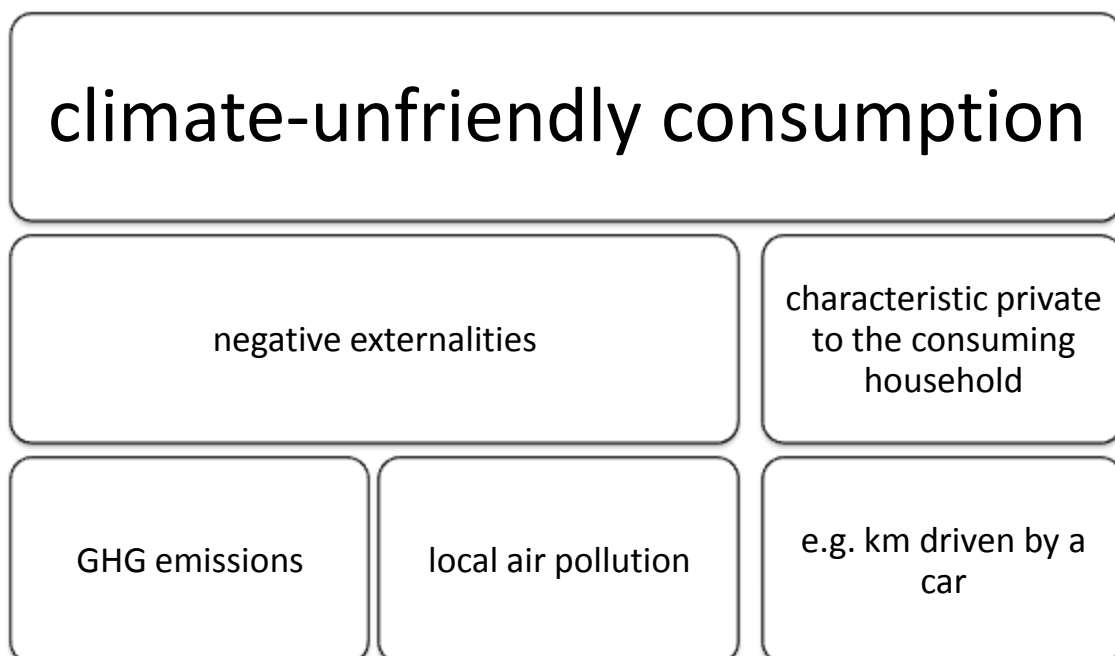 climate-unfriendly consumption
negative externalities
characteristic private
to the consuming
household
GHG emissions
local air pollution
e.g. km driven by a
car